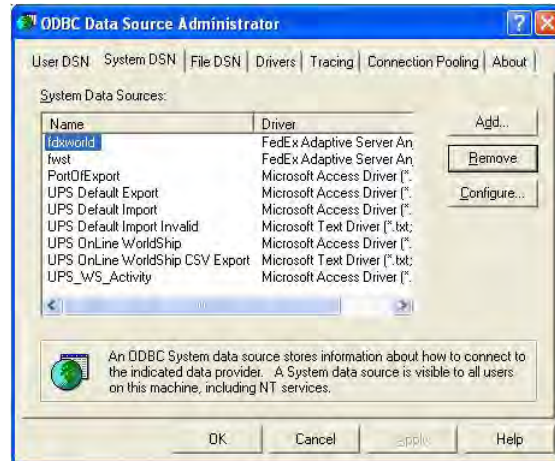 ODBC Data Source Administrator
User DSN System DSN File DSN Drivers Tracing Connection Pooling About
System Data Sources:
Name Driver
fdxworld FedEx Adaptive Server An
fwst FedEx Adaptive Server An
PortOfExport Microsoft Access Driver (*.
UPS Default Export Microsoft Access Driver (*.
UPS Default Import Microsoft Access Driver (*.
UPS Default Import Invalid Microsoft Text Driver (*.txt;
UPS OnLine WorldShip Microsoft Access Driver (*.
UPS OnLine WorldShip CSV Export Microsoft Text Driver (*.txt;
UPS_WS_Activity Microsoft Access Driver (*.
Add...
Remove
Configure...
An ODBC System data source stores information about how to connect to
the indicated data provider. A System data source is visible to all users
on this machine, including NT services.
OK Cancel Apply Help